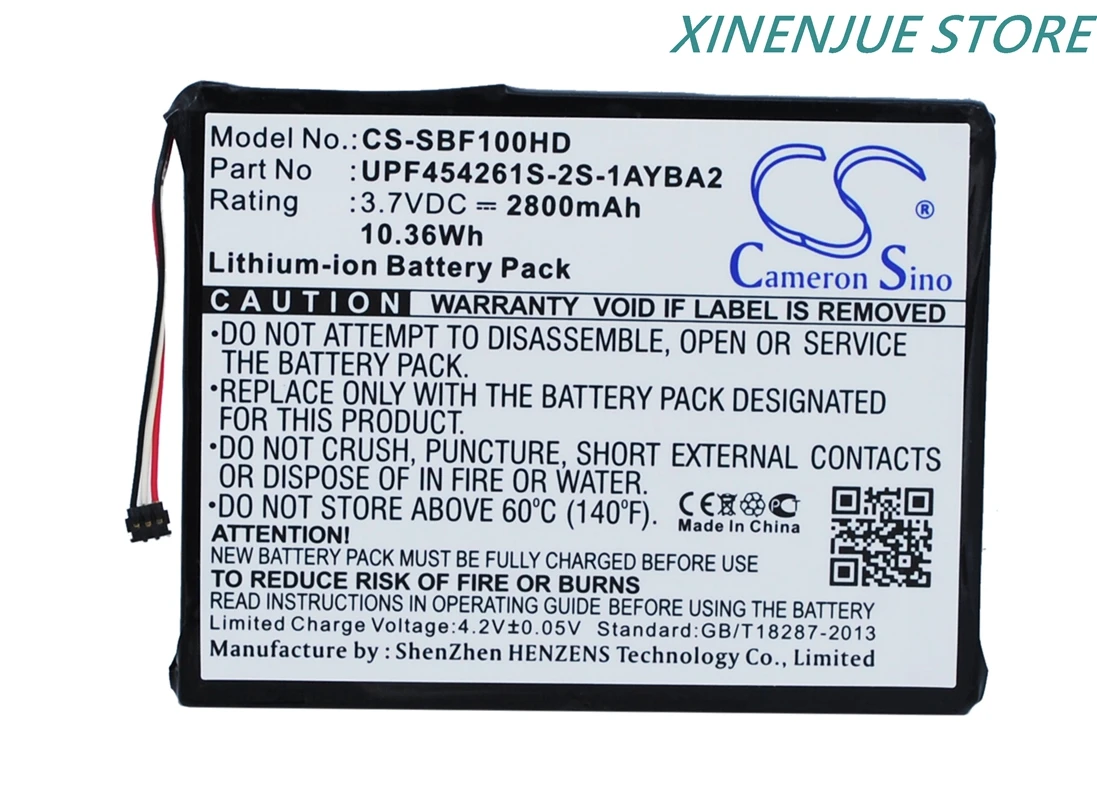 XINENJUE STORE
Model No.:CS-SBF100HD
Part No :UPF454261S-2S-1AYBA2
Rating :3.7VDC ⎓ 2800mAh
10.36Wh
Lithium-ion Battery Pack
CS ®
Cameron Sino
CAUTION WARRANTY VOID IF LABEL IS REMOVED
•DO NOT ATTEMPT TO DISASSEMBLE, OPEN OR SERVICE
THE BATTERY PACK.
•REPLACE ONLY WITH THE BATTERY PACK DESIGNATED
FOR THIS PRODUCT.
•DO NOT CRUSH, PUNCTURE, SHORT EXTERNAL CONTACTS
OR DISPOSE OF IN FIRE OR WATER.
•DO NOT STORE ABOVE 60°C (140°F).
CE PCT
Made In China
ATTENTION!
NEW BATTERY PACK MUST BE FULLY CHARGED BEFORE USE
TO REDUCE RISK OF FIRE OR BURNS
READ INSTRUCTIONS IN OPERATING GUIDE BEFORE USING THE BATTERY
Limited Charge Voltage:4.2V±0.05V Standard:GB/T18287-2013
Manufacture by : ShenZhen HENZENS Technology Co., Limited